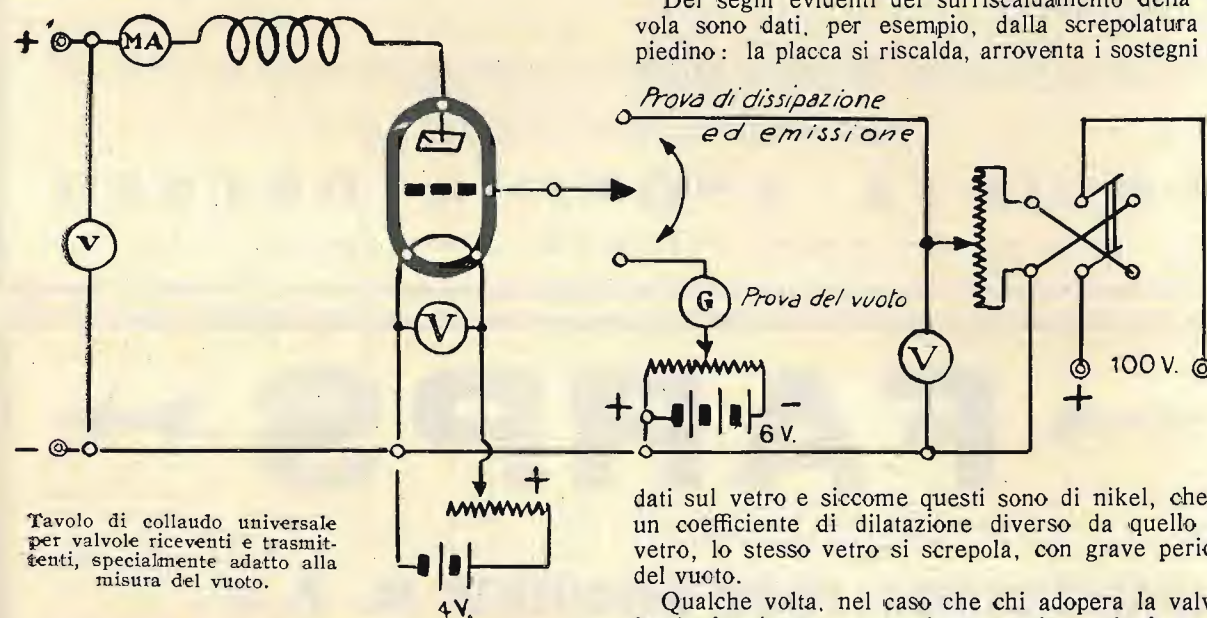 Dei segni evidenti del surriscaldamento della
vola sono dati, per esempio, dalla screpolatura
piedino: la placca si riscalda, arroventa i sostegni
+
MA
V
V
Prova di dissipazione
ed emissione
G Prova del vuoto
+ - 6 V.
V
100 V.
+
-
+
4 V.
Tavolo di collaudo universale
per valvole riceventi e trasmit-
tenti, specialmente adatto alla
misura del vuoto.
dati sul vetro e siccome questi sono di nikel, che
un coefficiente di dilatazione diverso da quello
vetro, lo stesso vetro si screpola, con grave peric
del vuoto.
Qualche volta, nel caso che chi adopera la valv